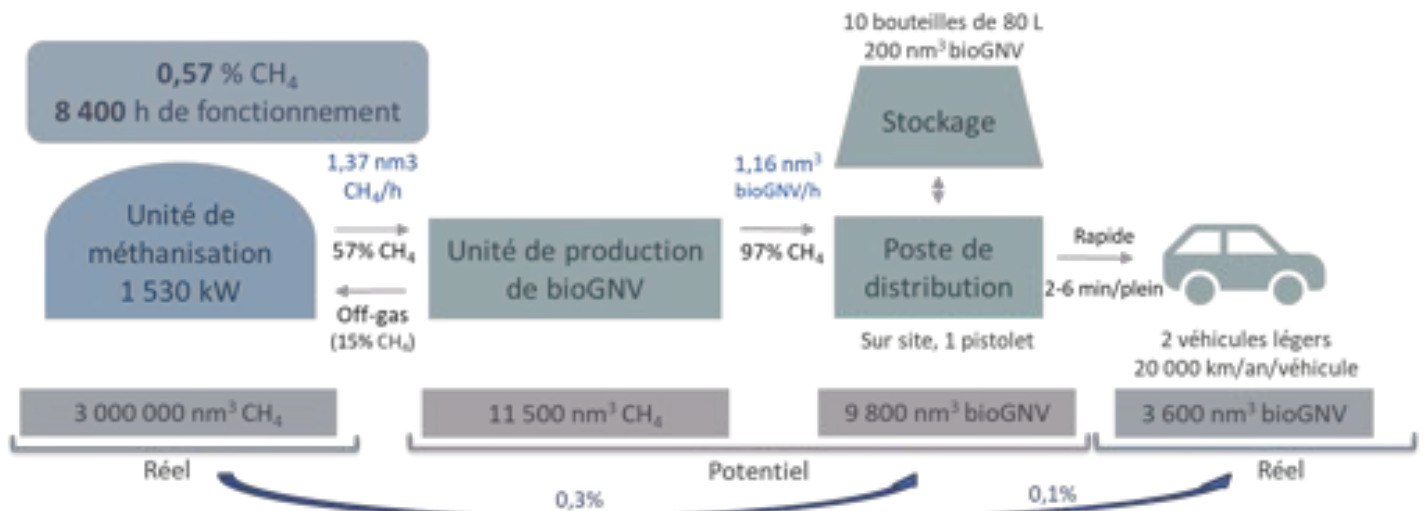 10 bouteilles de 80 L
200 nm³ bioGNV
0,57 % CH₄
8 400 h de fonctionnement
Stockage
1,37 nm3
CH₄/h
1,16 nm³
bioGNV/h
Unité de
méthanisation
1 530 kW
57% CH₄
Off-gas
(15% CH₄)
Unité de production
de bioGNV
97% CH₄
Poste de
distribution
Rapide
2-6 min/plein
Sur site, 1 pistolet
2 véhicules légers
20 000 km/an/véhicule
3 000 000 nm³ CH₄
11 500 nm³ CH₄
9 800 nm³ bioGNV
3 600 nm³ bioGNV
Réel
Potentiel
Réel
0,3%
0,1%